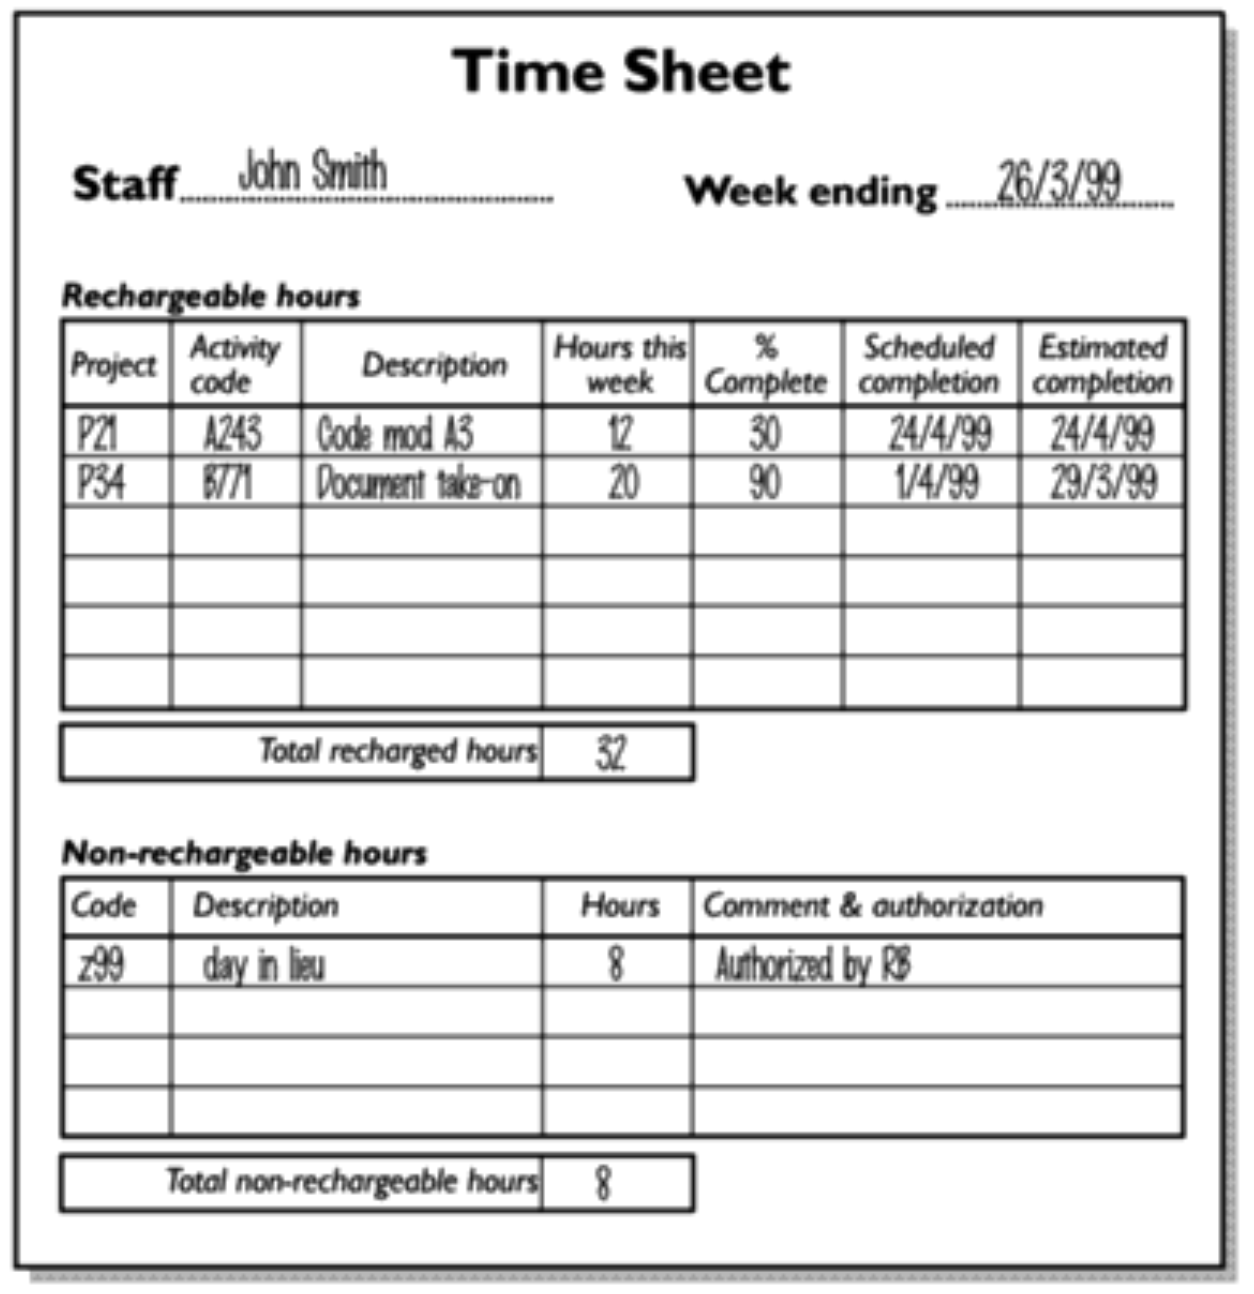 Time Sheet
Staff John Smith Week ending 26/3/99
Rechargeable hours
Project Activity code Description Hours this week % Complete Scheduled completion Estimated completion
P21 A243 Code mod A3 12 30 24/4/99 24/4/99
P34 B771 Document take-on 20 90 1/4/99 29/3/99
Total recharged hours 32
Non-rechargeable hours
Code Description Hours Comment & authorization
z99 day in lieu 8 Authorized by RB
Total non-rechargeable hours 8